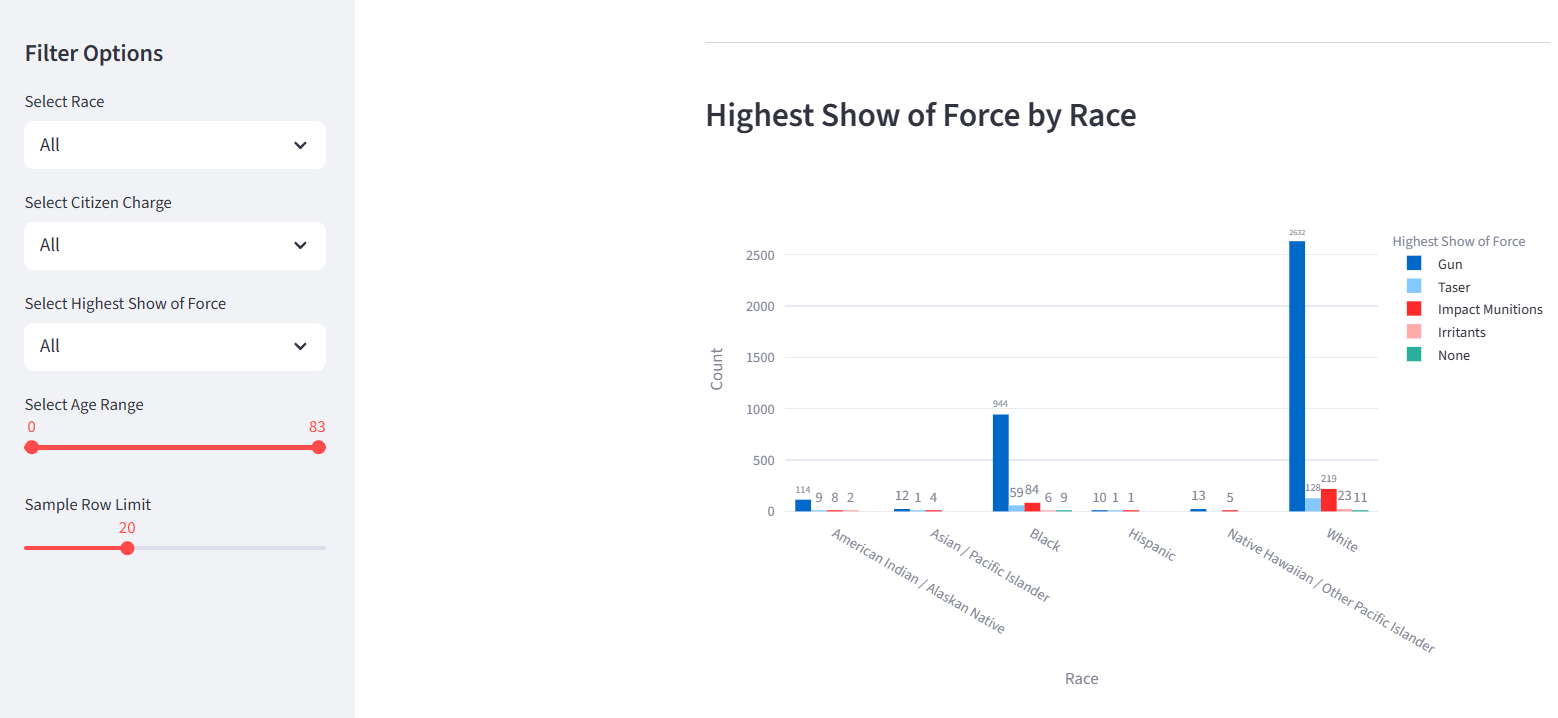 Filter Options
Select Race
All
Select Citizen Charge
All
Select Highest Show of Force
All
Select Age Range
0 83
Sample Row Limit
20
Highest Show of Force by Race
Highest Show of Force
Gun
Taser
Impact Munitions
Irritants
None
Count
2500
2000
1500
1000
500
0
114 9 8 2
12 1 4
944 59 84 6 9
10 1 1
13 5
2632 128 219 23 11
American Indian / Alaskan Native
Asian / Pacific Islander
Black
Hispanic
Native Hawaiian / Other Pacific Islander
White
Race